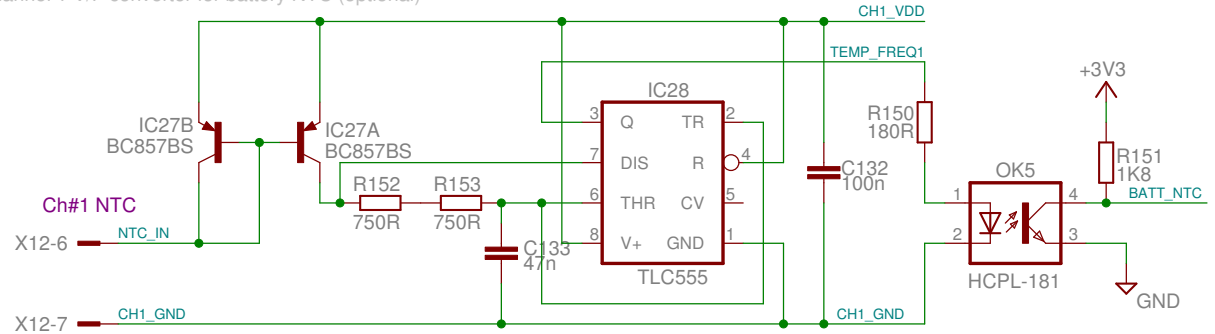 CH1_VDD
TEMP_FREQ1
+3V3
IC28
IC27B
BC857BS
IC27A
BC857BS
3 Q TR 2
7 DIS R 4
6 THR CV 5
8 V+ GND 1
TLC555
R150
180R
R151
1K8
C132
100n
OK5
1 4
2 3
BATT_NTC
HCPL-181
GND
R152
750R
R153
750R
Ch#1 NTC
X12-6 NTC_IN
C133
47n
X12-7 CH1_GND
CH1_GND